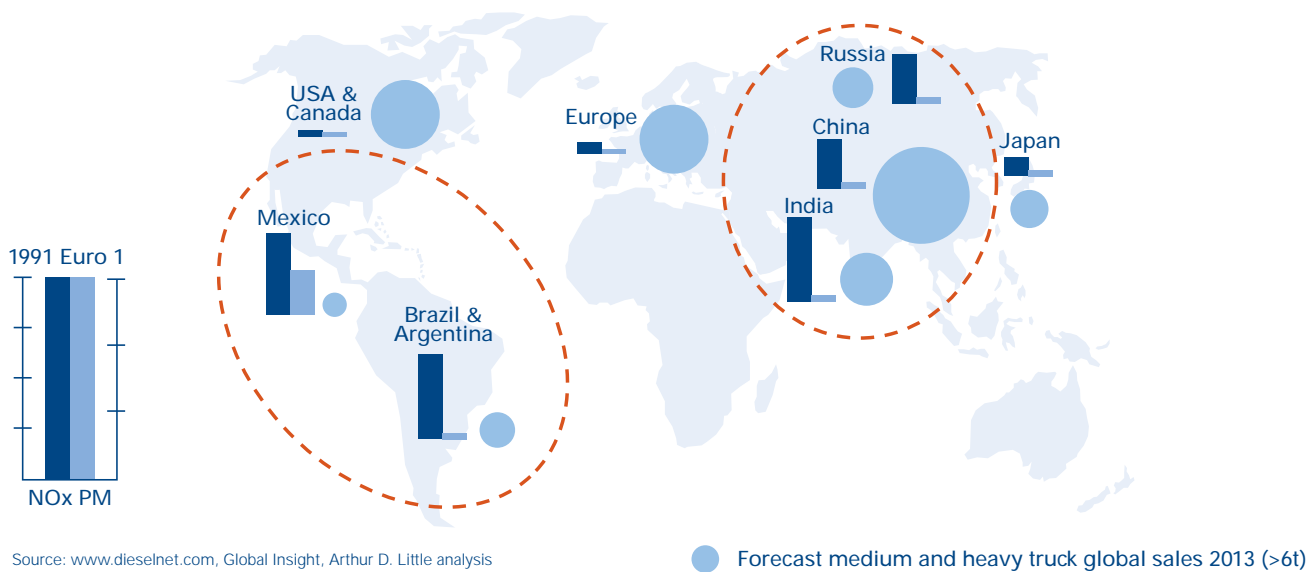 Russia
USA &
Canada
Europe
China
Japan
India
Mexico
1991 Euro 1
Brazil &
Argentina
NOx PM
Source: www.dieselnet.com, Global Insight, Arthur D. Little analysis
Forecast medium and heavy truck global sales 2013 (>6t)